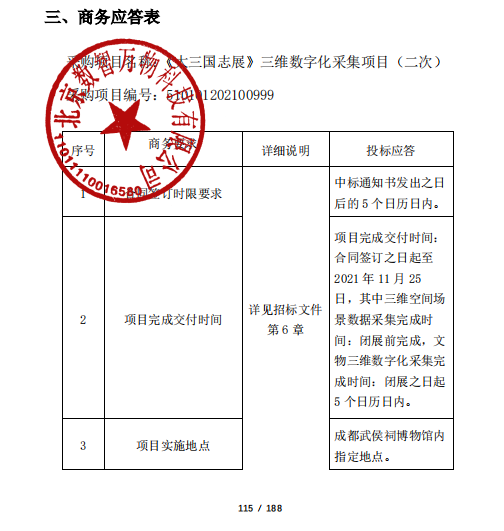 三、商务应答表
采购项目名称：《大三国志展》三维数字化采集项目（二次）
采购项目编号：510101202100999
北京数智万物科技有限公司
11011110016580
序号
商务要求
详细说明
投标应答
1
合同签订时限要求
中标通知书发出之日
后的 5 个日历日内。
2
项目完成交付时间
详见招标文件
第 6 章
项目完成交付时间：
合同签订之日起至
2021 年 11 月 25
日，其中三维空间场
景数据采集完成时
间：闭展前完成，文
物三维数字化采集完
成时间：闭展之日起
5 个日历日内。
3
项目实施地点
成都武侯祠博物馆内
指定地点。
115 / 188